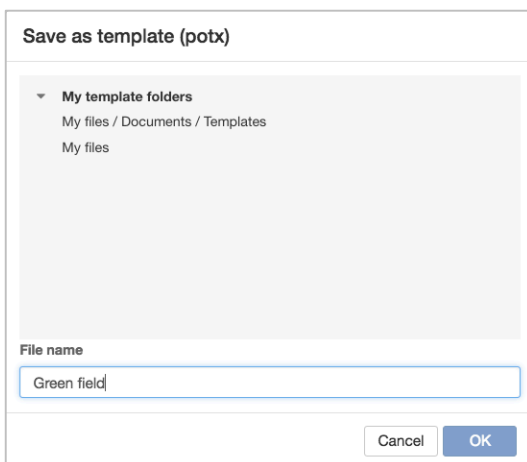 Save as template (potx)
My template folders
My files / Documents / Templates
My files
File name
Green field
Cancel OK